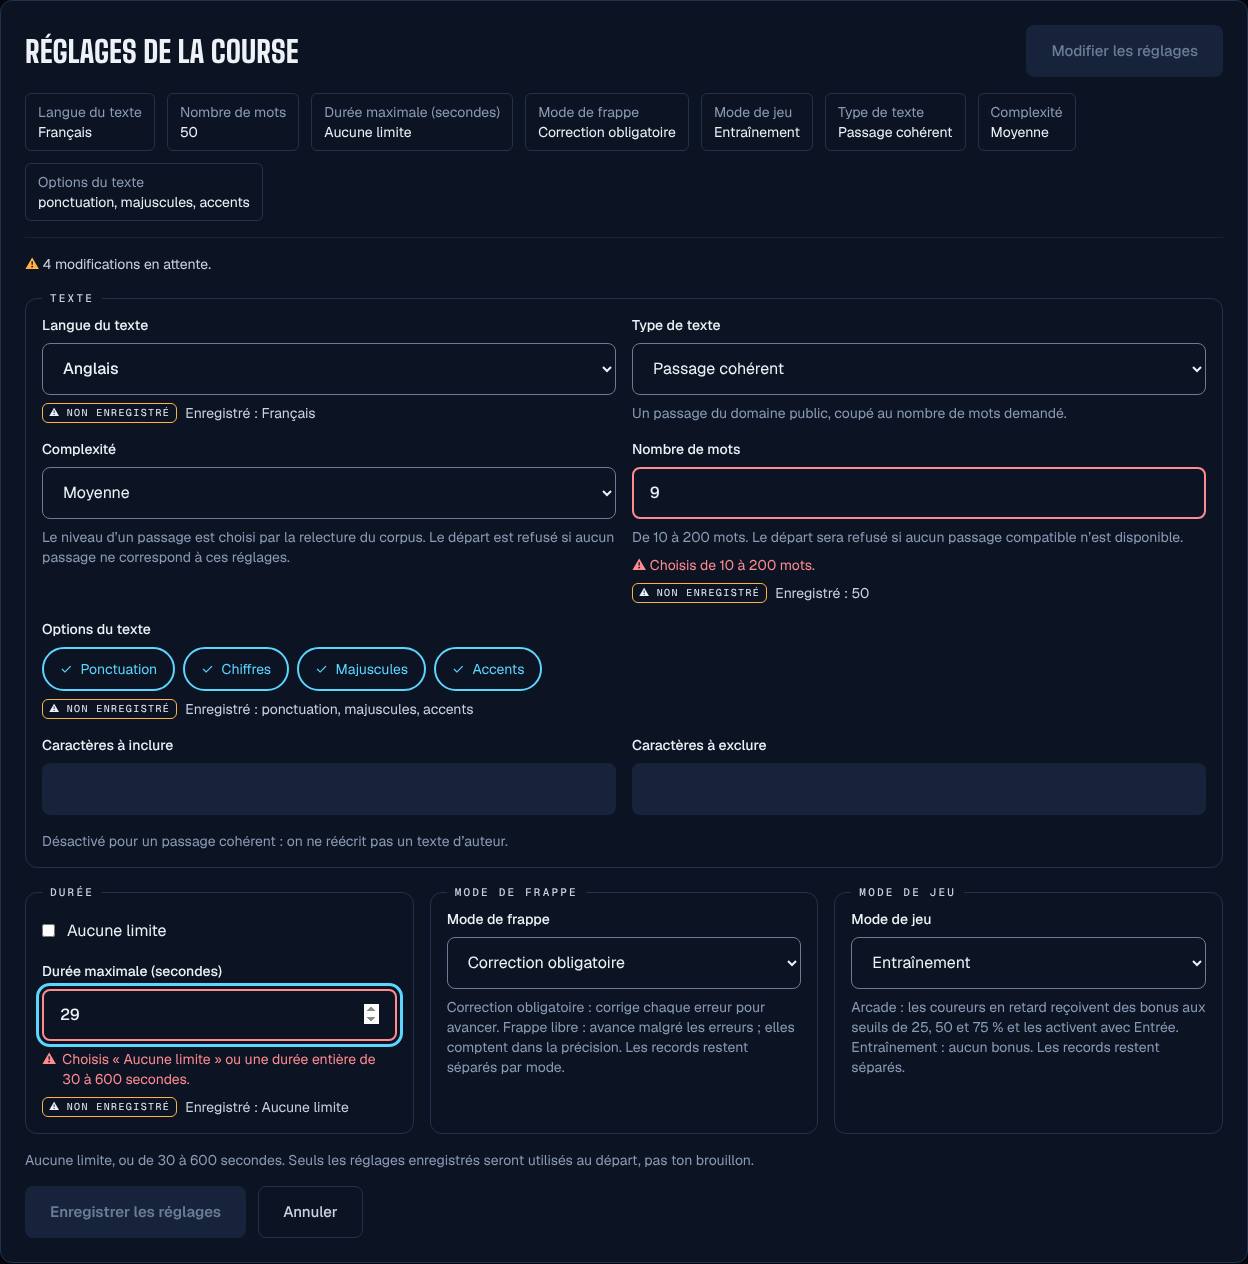 RÉGLAGES DE LA COURSE
Modifier les réglages
Langue du texte
Français
Nombre de mots
50
Durée maximale (secondes)
Aucune limite
Mode de frappe
Correction obligatoire
Mode de jeu
Entraînement
Type de texte
Passage cohérent
Complexité
Moyenne
Options du texte
ponctuation, majuscules, accents
4 modifications en attente.
TEXTE
Langue du texte
Anglais
NON ENREGISTRÉ Enregistré : Français
Type de texte
Passage cohérent
Un passage du domaine public, coupé au nombre de mots demandé.
Complexité
Moyenne
Le niveau d’un passage est choisi par la relecture du corpus. Le départ est refusé si aucun
passage ne correspond à ces réglages.
Nombre de mots
9
De 10 à 200 mots. Le départ sera refusé si aucun passage compatible n’est disponible.
Choisis de 10 à 200 mots.
NON ENREGISTRÉ Enregistré : 50
Options du texte
✓ Ponctuation ✓ Chiffres ✓ Majuscules ✓ Accents
NON ENREGISTRÉ Enregistré : ponctuation, majuscules, accents
Caractères à inclure
Caractères à exclure
Désactivé pour un passage cohérent : on ne réécrit pas un texte d’auteur.
DURÉE
Aucune limite
Durée maximale (secondes)
29
Choisis « Aucune limite » ou une durée entière de
30 à 600 secondes.
NON ENREGISTRÉ Enregistré : Aucune limite
MODE DE FRAPPE
Mode de frappe
Correction obligatoire
Correction obligatoire : corrige chaque erreur pour
avancer. Frappe libre : avance malgré les erreurs ; elles
comptent dans la précision. Les records restent
séparés par mode.
MODE DE JEU
Mode de jeu
Entraînement
Arcade : les coureurs en retard reçoivent des bonus aux
seuils de 25, 50 et 75 % et les activent avec Entrée.
Entraînement : aucun bonus. Les records restent
séparés.
Aucune limite, ou de 30 à 600 secondes. Seuls les réglages enregistrés seront utilisés au départ, pas ton brouillon.
Enregistrer les réglages
Annuler